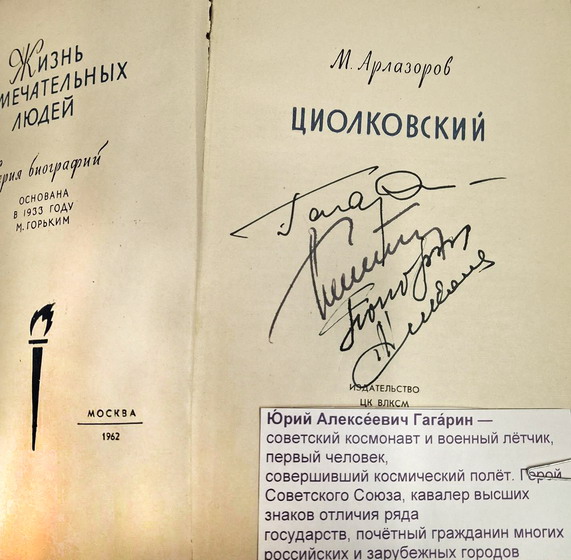 Жизнь
МЕЧАТЕЛЬНЫХ
ЛЮДЕЙ
рия биографий
ОСНОВАНА
В 1933 ГОДУ
М. ГОРЬКИМ
МОСКВА
1962
М. Арлазоров
ЦИОЛКОВСКИЙ
ИЗДАТЕЛЬСТВО
ЦК ВЛКСМ
Ю́рий Алексе́евич Гага́рин —
советский космонавт и военный лётчик,
первый человек,
совершивший космический полёт. Герой
Советского Союза, кавалер высших
знаков отличия ряда
государств, почётный гражданин многих
российских и зарубежных городов